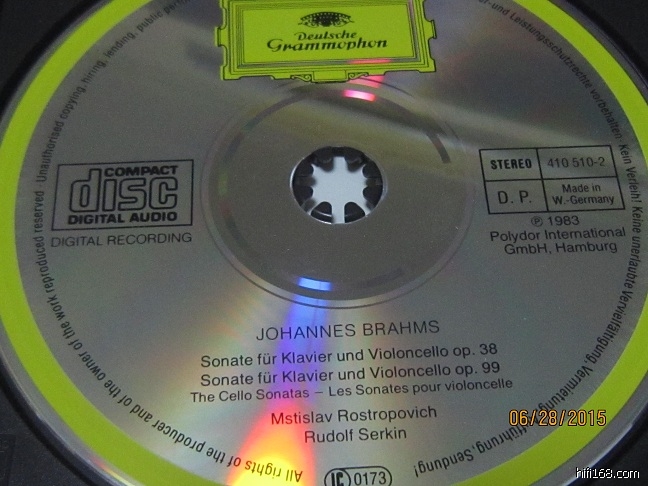 Deutsche
Grammophon
COMPACT
disc
DIGITAL AUDIO
DIGITAL RECORDING
STEREO
410 510-2
D. P.
Made in
W.-Germany
℗ 1983
Polydor International
GmbH, Hamburg
JOHANNES BRAHMS
Sonate für Klavier und Violoncello op. 38
Sonate für Klavier und Violoncello op. 99
The Cello Sonatas – Les Sonates pour violoncelle
Mstislav Rostropovich
Rudolf Serkin
LC 0173
All rights of the producer and of the owner of the work reproduced reserved. Unauthorised copying, hiring, lending, public
-und Leistungsschutzrechte vorbehalten. Kein Verleih! Keine unerlaubte Vervielfältigung, Vermietung, Sendung!
06/28/2015
hifi168.com